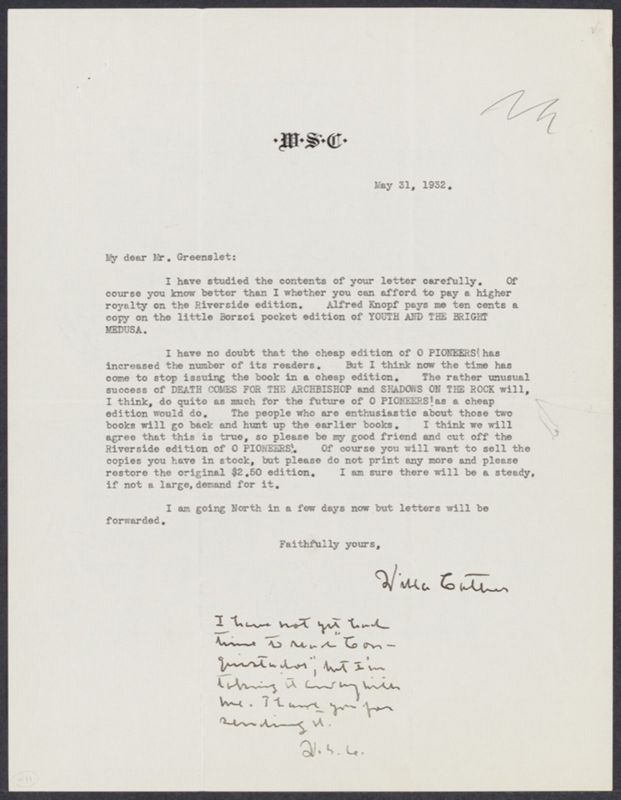 ·W·S·C·
May 31, 1932.
My dear Mr. Greenslet:
I have studied the contents of your letter carefully. Of
course you know better than I whether you can afford to pay a higher
royalty on the Riverside edition. Alfred Knopf pays me ten cents a
copy on the little Borzoi pocket edition of YOUTH AND THE BRIGHT
MEDUSA.
I have no doubt that the cheap edition of O PIONEERS! has
increased the number of its readers. But I think now the time has
come to stop issuing the book in a cheap edition. The rather unusual
success of DEATH COMES FOR THE ARCHBISHOP and SHADOWS ON THE ROCK will,
I think, do quite as much for the future of O PIONEERS! as a cheap
edition would do. The people who are enthusiastic about those two
books will go back and hunt up the earlier books. I think we will
agree that this is true, so please be my good friend and cut off the
Riverside edition of O PIONEERS!. Of course you will want to sell the
copies you have in stock, but please do not print any more and please
restore the original $2.50 edition. I am sure there will be a steady,
if not a large, demand for it.
I am going North in a few days now but letters will be
forwarded.
Faithfully yours,
Willa Cather
I have not yet had
time to read "Con-
quistador", but I'm
taking it away with
me. Thank you for
sending it.
W.S.C.